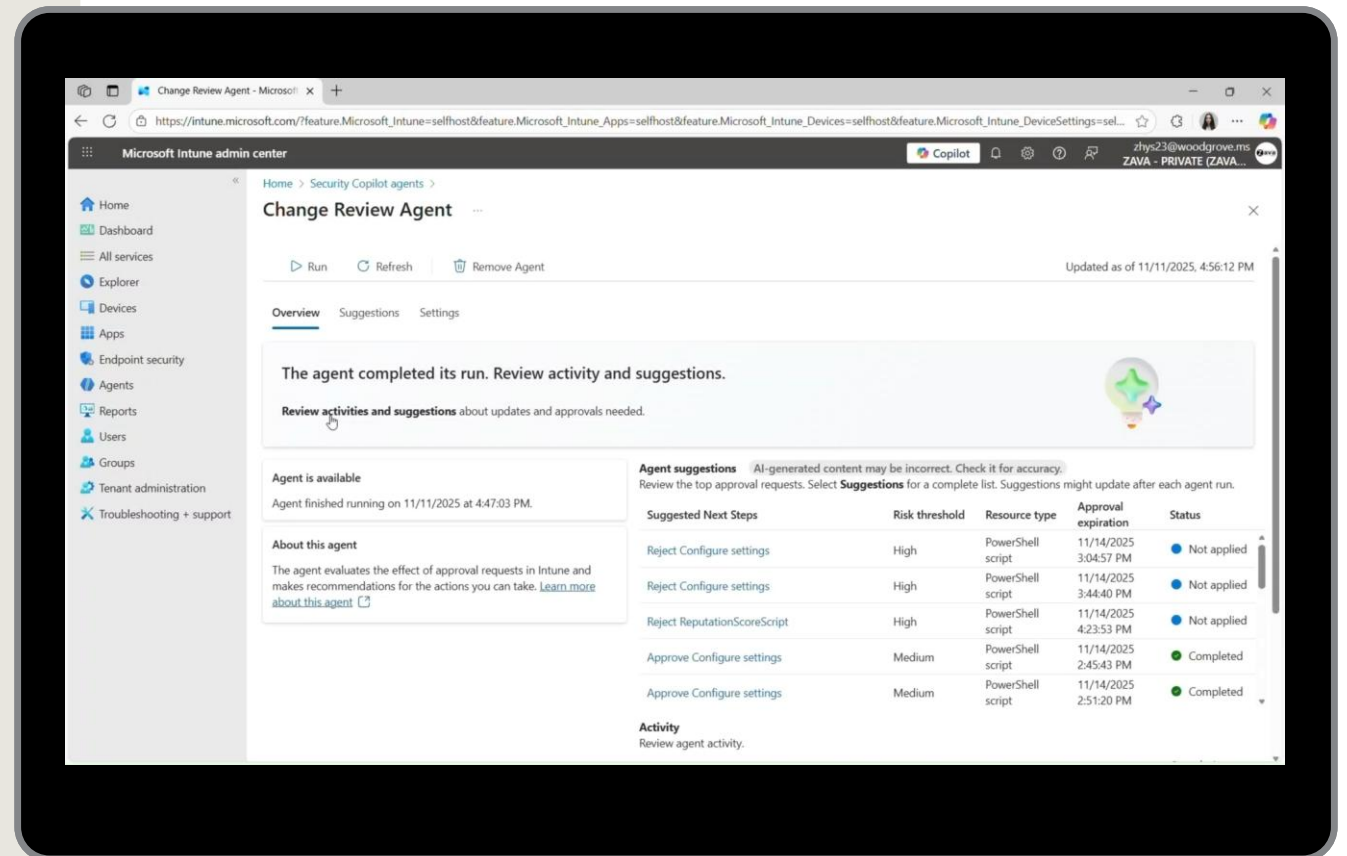 Change Review Agent - Microsoft
https://intune.microsoft.com/?feature.Microsoft_Intune=selfhost&feature.Microsoft_Intune_Apps=selfhost&feature.Microsoft_Intune_Devices=selfhost&feature.Microsoft_Intune_DeviceSettings=sel...
Microsoft Intune admin center
Copilot
zhys23@woodgrove.ms
ZAVA - PRIVATE (ZAVA...
Home > Security Copilot agents >
Change Review Agent ...
Home
Dashboard
All services
Explorer
Devices
Apps
Endpoint security
Agents
Reports
Users
Groups
Tenant administration
Troubleshooting + support
Run Refresh Remove Agent
Updated as of 11/11/2025, 4:56:12 PM
Overview Suggestions Settings
The agent completed its run. Review activity and suggestions.
Review activities and suggestions about updates and approvals needed.
Agent is available
Agent finished running on 11/11/2025 at 4:47:03 PM.
About this agent
The agent evaluates the effect of approval requests in Intune and
makes recommendations for the actions you can take. Learn more
about this agent
Agent suggestions AI-generated content may be incorrect. Check it for accuracy.
Review the top approval requests. Select Suggestions for a complete list. Suggestions might update after each agent run.
Suggested Next Steps Risk threshold Resource type Approval expiration Status
Reject Configure settings High PowerShell script 11/14/2025 3:04:57 PM Not applied
Reject Configure settings High PowerShell script 11/14/2025 3:44:40 PM Not applied
Reject ReputationScoreScript High PowerShell script 11/14/2025 4:23:53 PM Not applied
Approve Configure settings Medium PowerShell script 11/14/2025 2:45:43 PM Completed
Approve Configure settings Medium PowerShell script 11/14/2025 2:51:20 PM Completed
Activity
Review agent activity.